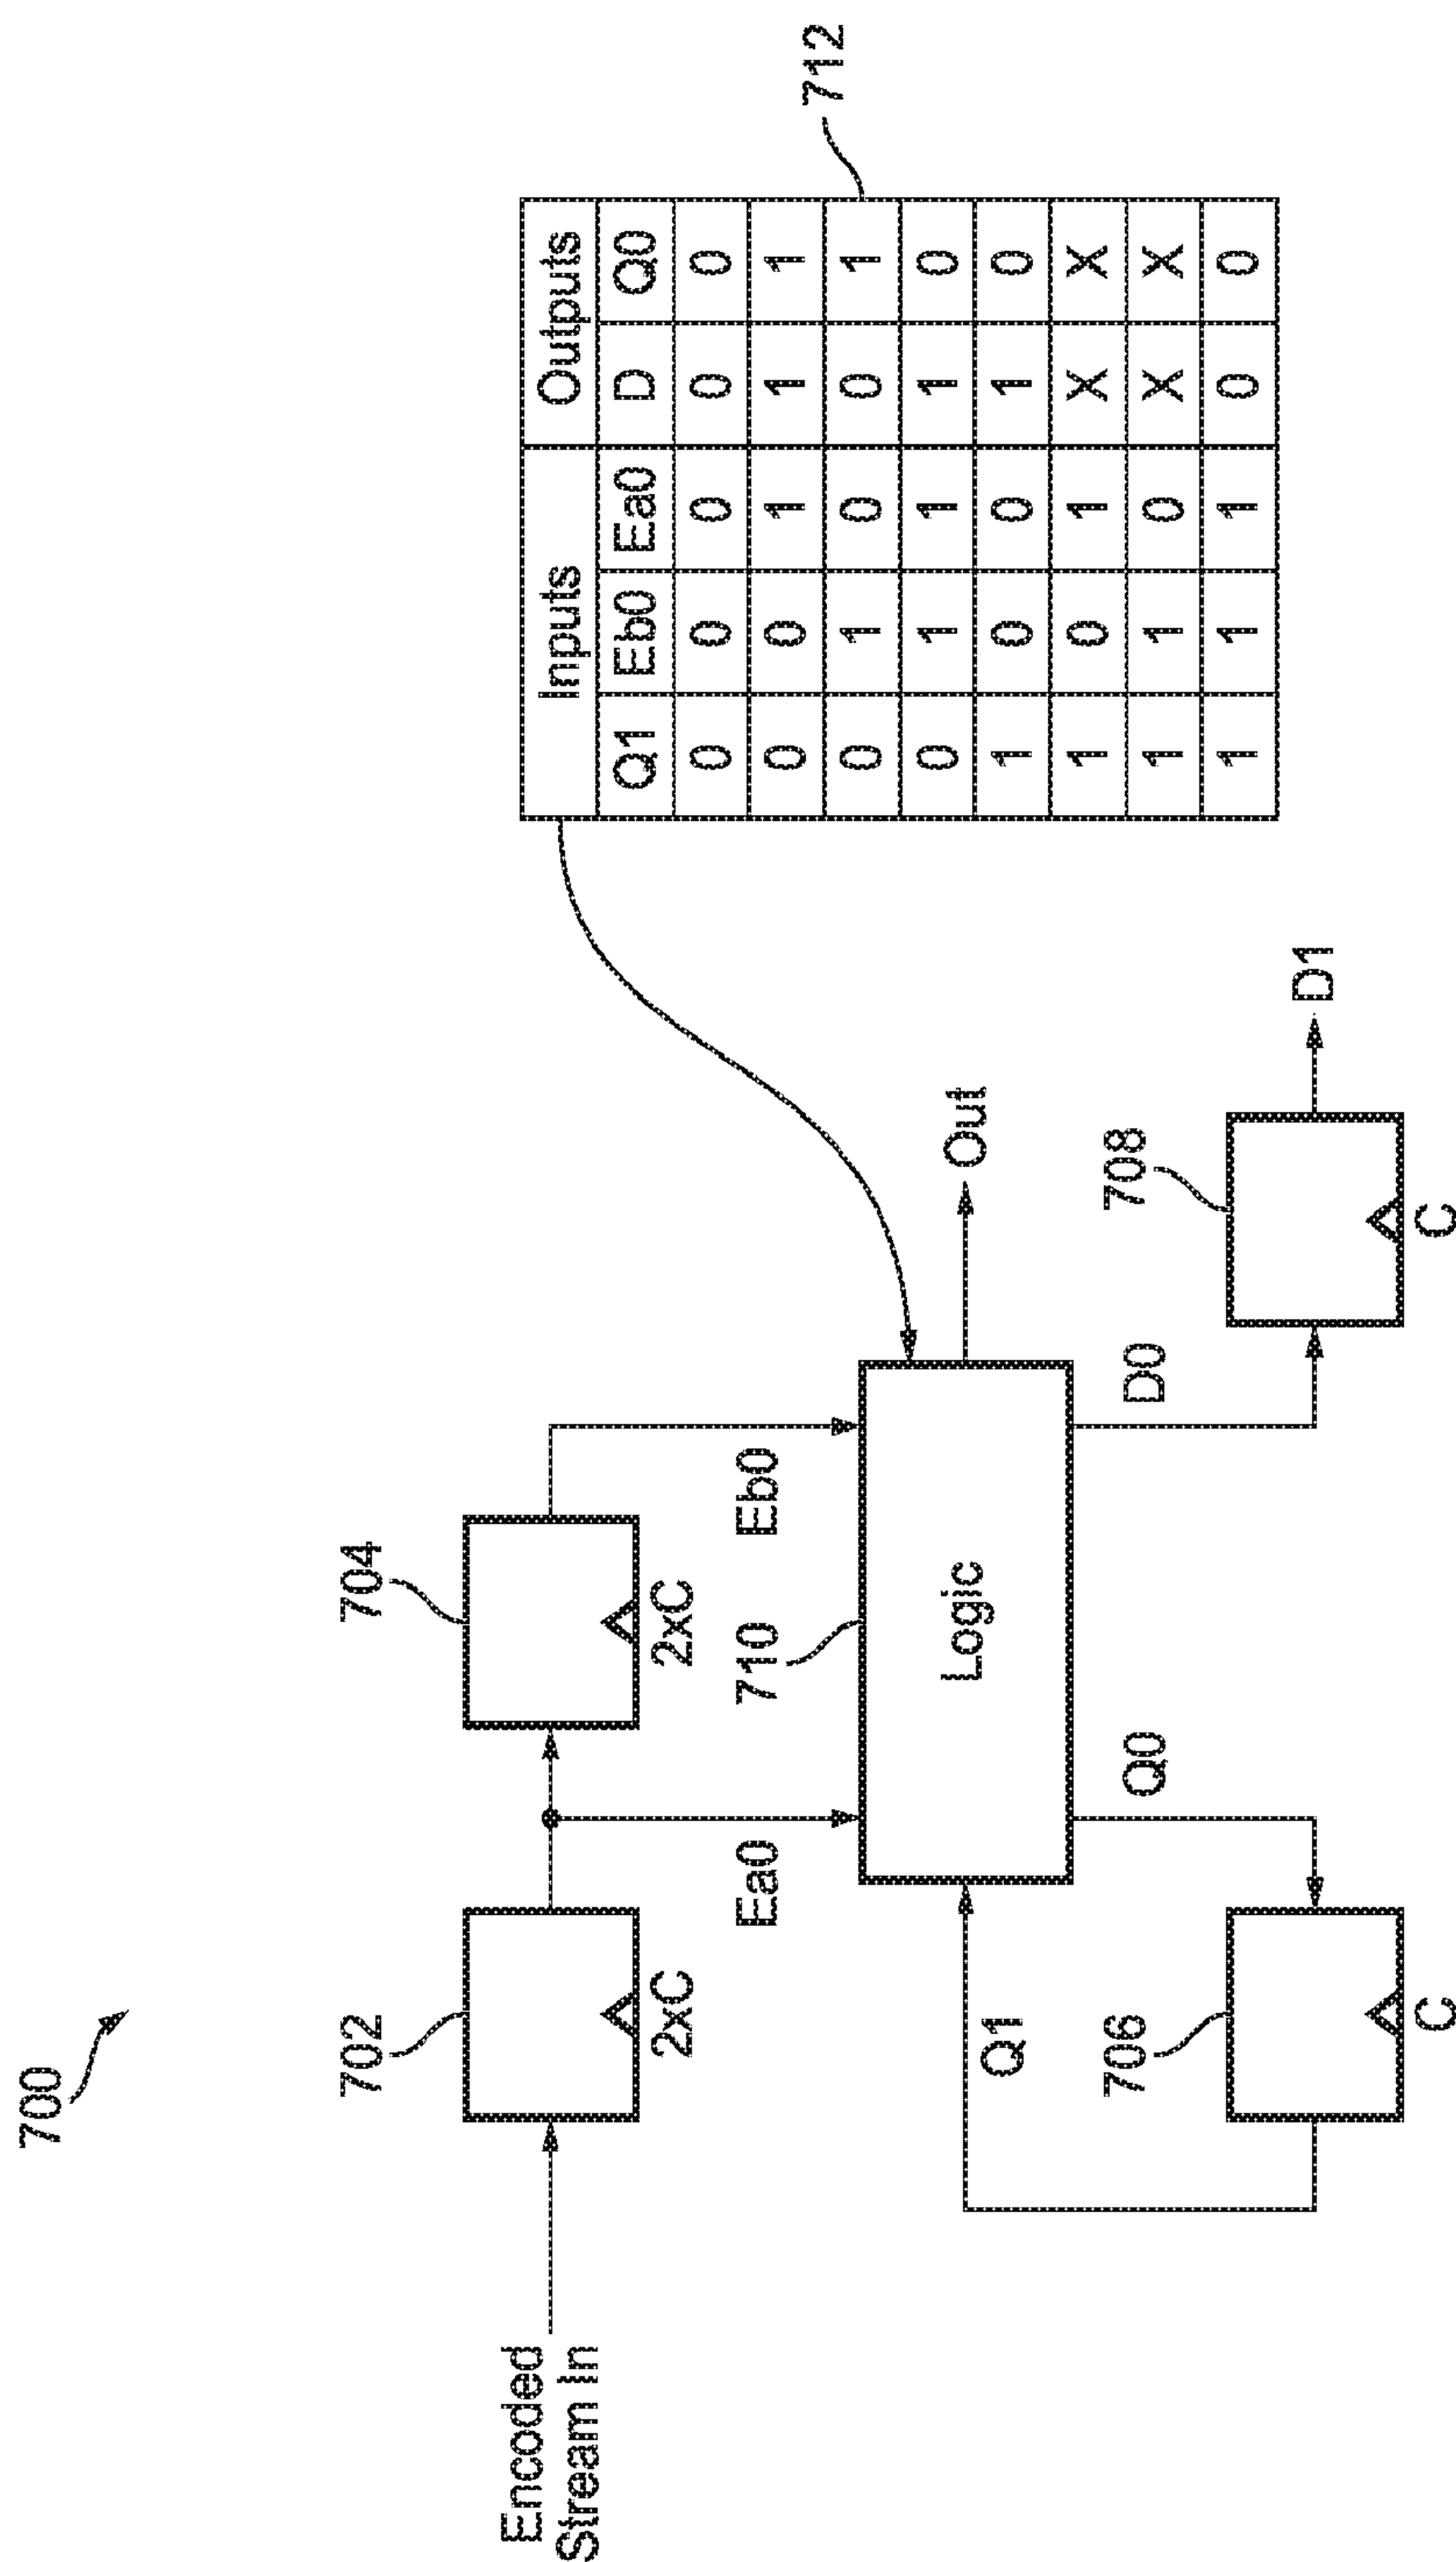 700
702
704
Encoded
Stream In
2xC
2xC
Ea0
710
Eb0
Logic
Out
Q1
Q0
D0
706
708
D1
C
C
Inputs Outputs
Q1 Eb0 Ea0 D Q0
0 0 0 0 0
0 0 1 1 1
0 1 0 0 1
0 1 1 1 0
1 0 0 1 0
1 0 1 X X
1 1 0 X X
1 1 1 0 0
712